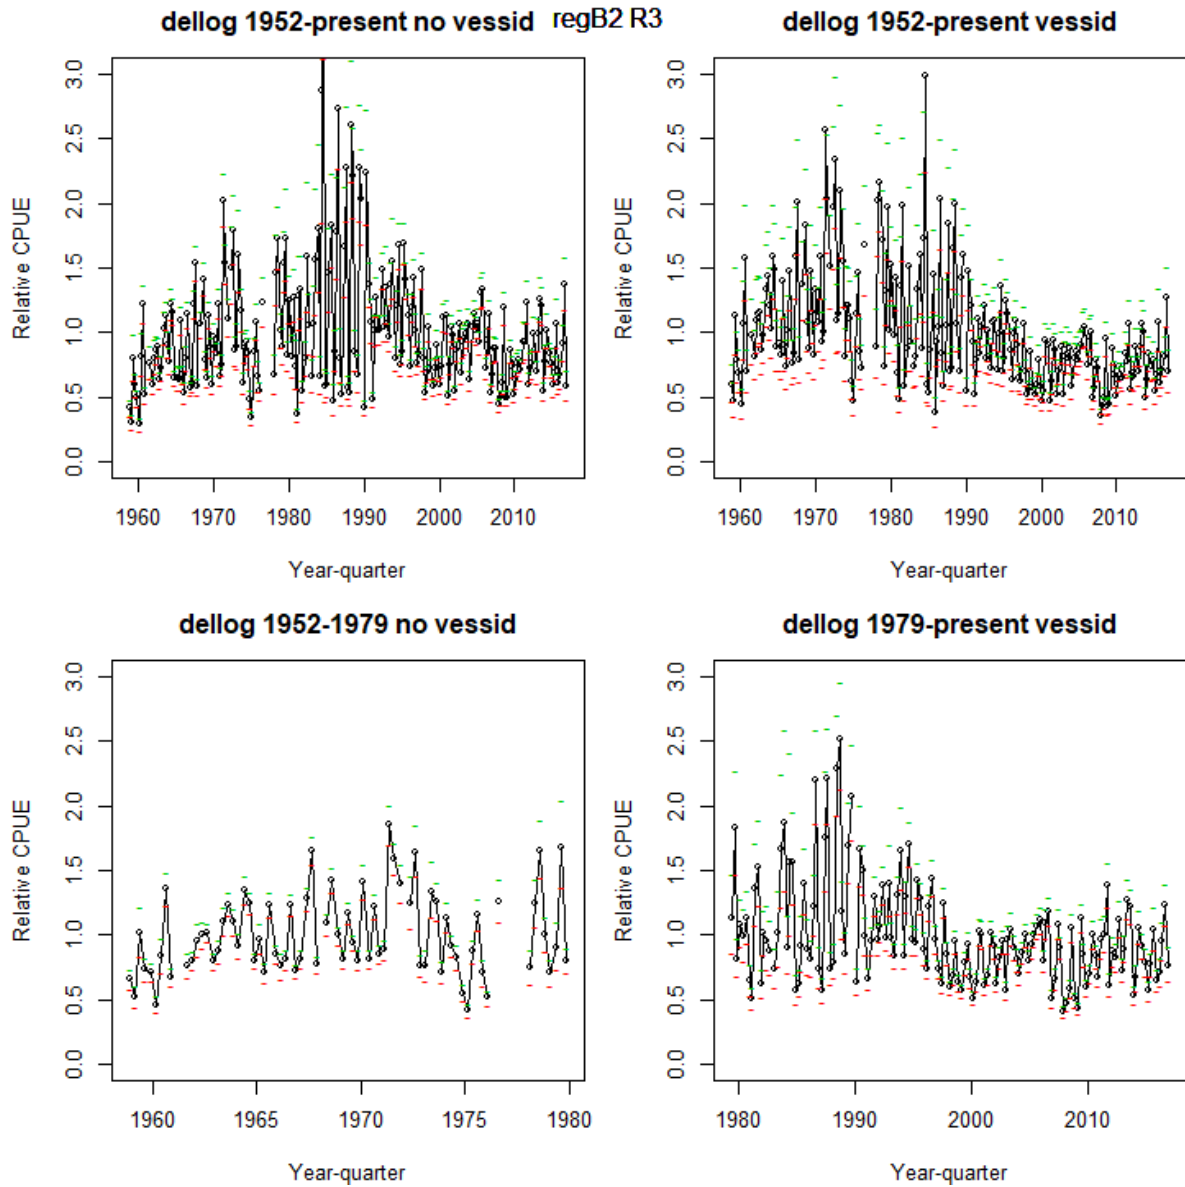 dellog 1952-present no vessid regB2 R3 dellog 1952-present vessid
Relative CPUE
3.0
2.5
2.0
1.5
1.0
0.5
0.0
1960 1970 1980 1990 2000 2010
Year-quarter
Relative CPUE
3.0
2.5
2.0
1.5
1.0
0.5
0.0
1960 1970 1980 1990 2000 2010
Year-quarter
dellog 1952-1979 no vessid
Relative CPUE
3.0
2.5
2.0
1.5
1.0
0.5
0.0
1960 1965 1970 1975 1980
Year-quarter
dellog 1979-present vessid
Relative CPUE
3.0
2.5
2.0
1.5
1.0
0.5
0.0
1980 1990 2000 2010
Year-quarter